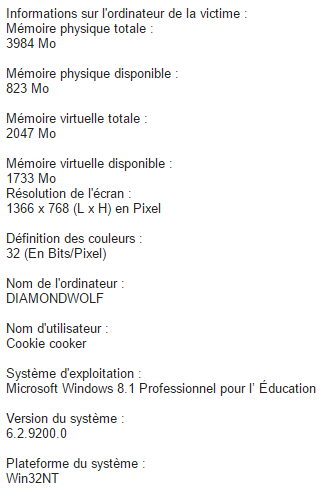 Informations sur l'ordinateur de la victime :
Mémoire physique totale :
3984 Mo
Mémoire physique disponible :
823 Mo
Mémoire virtuelle totale :
2047 Mo
Mémoire virtuelle disponible :
1733 Mo
Résolution de l'écran :
1366 x 768 (L x H) en Pixel
Définition des couleurs :
32 (En Bits/Pixel)
Nom de l'ordinateur :
DIAMONDWOLF
Nom d'utilisateur :
Cookie cooker
Système d'exploitation :
Microsoft Windows 8.1 Professionnel pour l’ Éducation
Version du système :
6.2.9200.0
Plateforme du système :
Win32NT